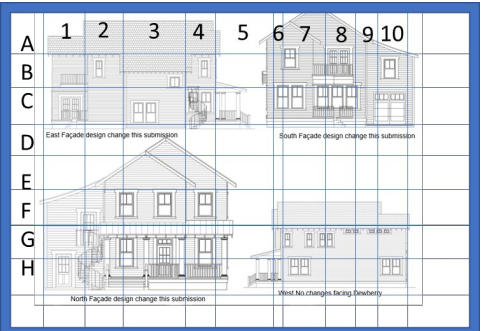 1 2 3 4 5 6 7 8 9 10
A
B
C
East Façade design change this submission
South Façade design change this submission
D
E
F
G
H
North Façade design change this submission
West No changes facing Dewberry